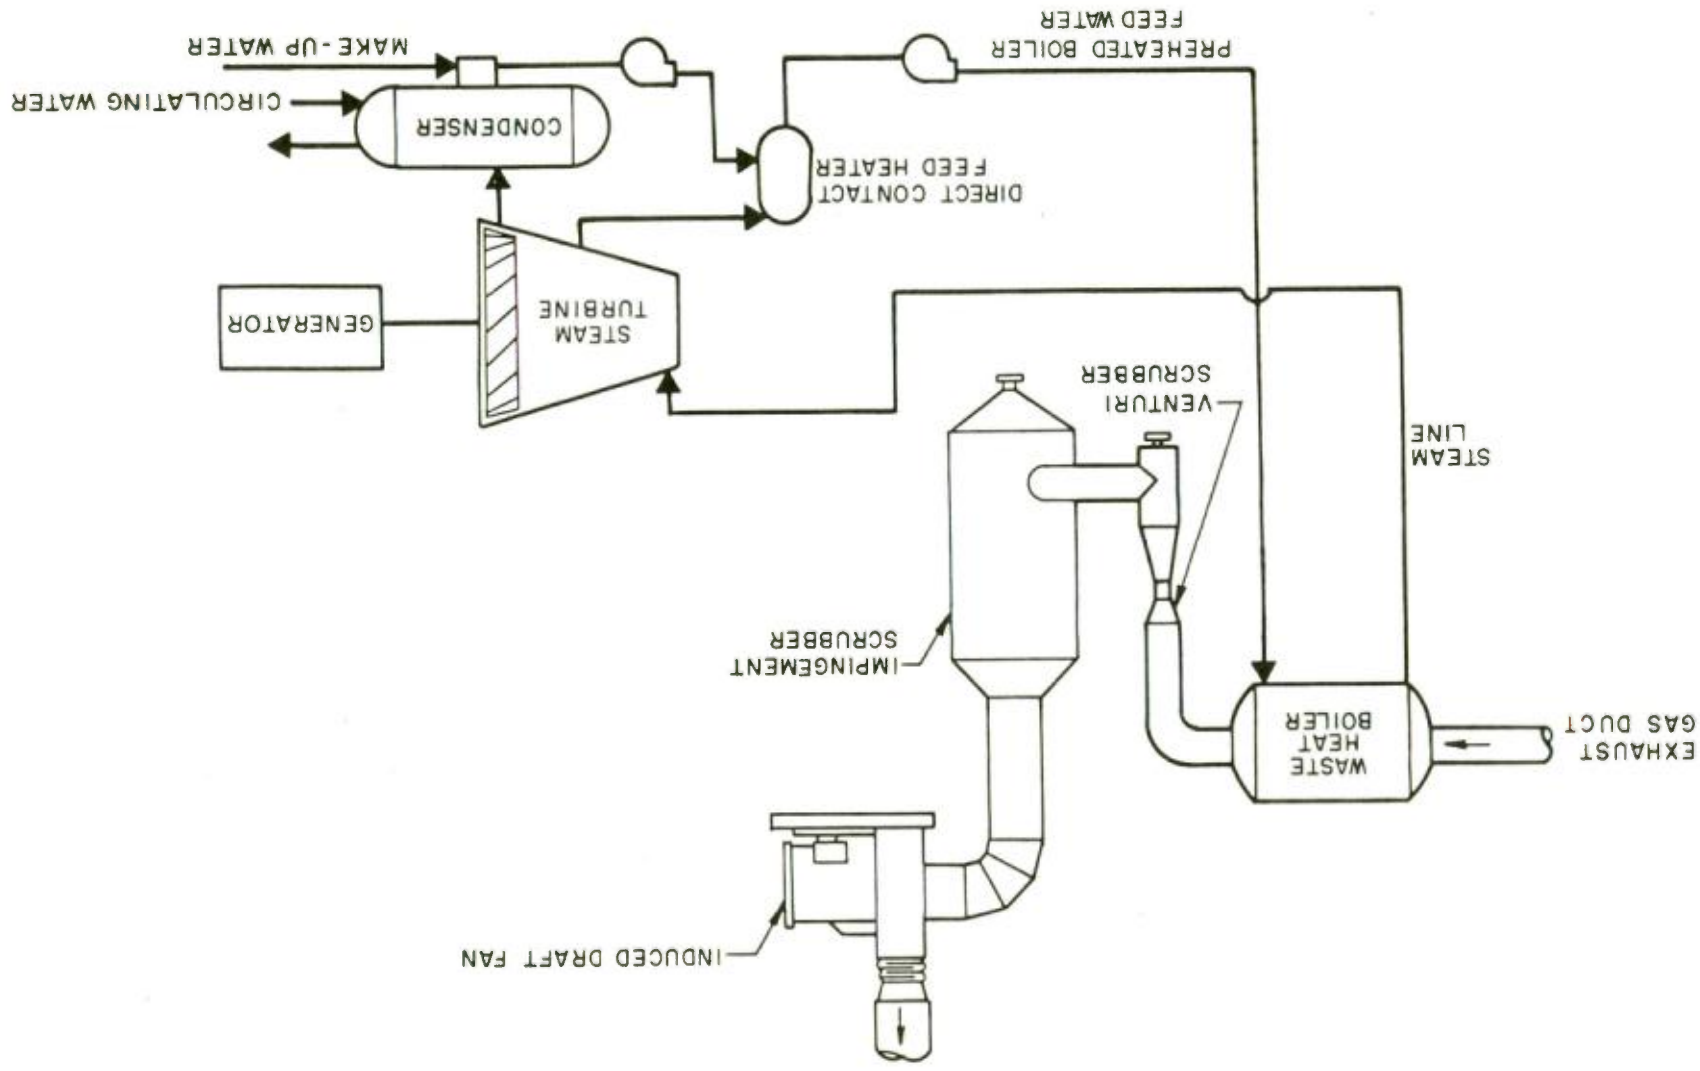 INDUCED DRAFT FAN
EXHAUST
GAS DUCT
WASTE
HEAT
BOILER
IMPINGEMENT
SCRUBBER
STEAM
LINE
VENTURI
SCRUBBER
STEAM
TURBINE
GENERATOR
DIRECT CONTACT
FEED HEATER
CONDENSER
CIRCULATING WATER
PREHEATED BOILER
FEED WATER
MAKE-UP WATER